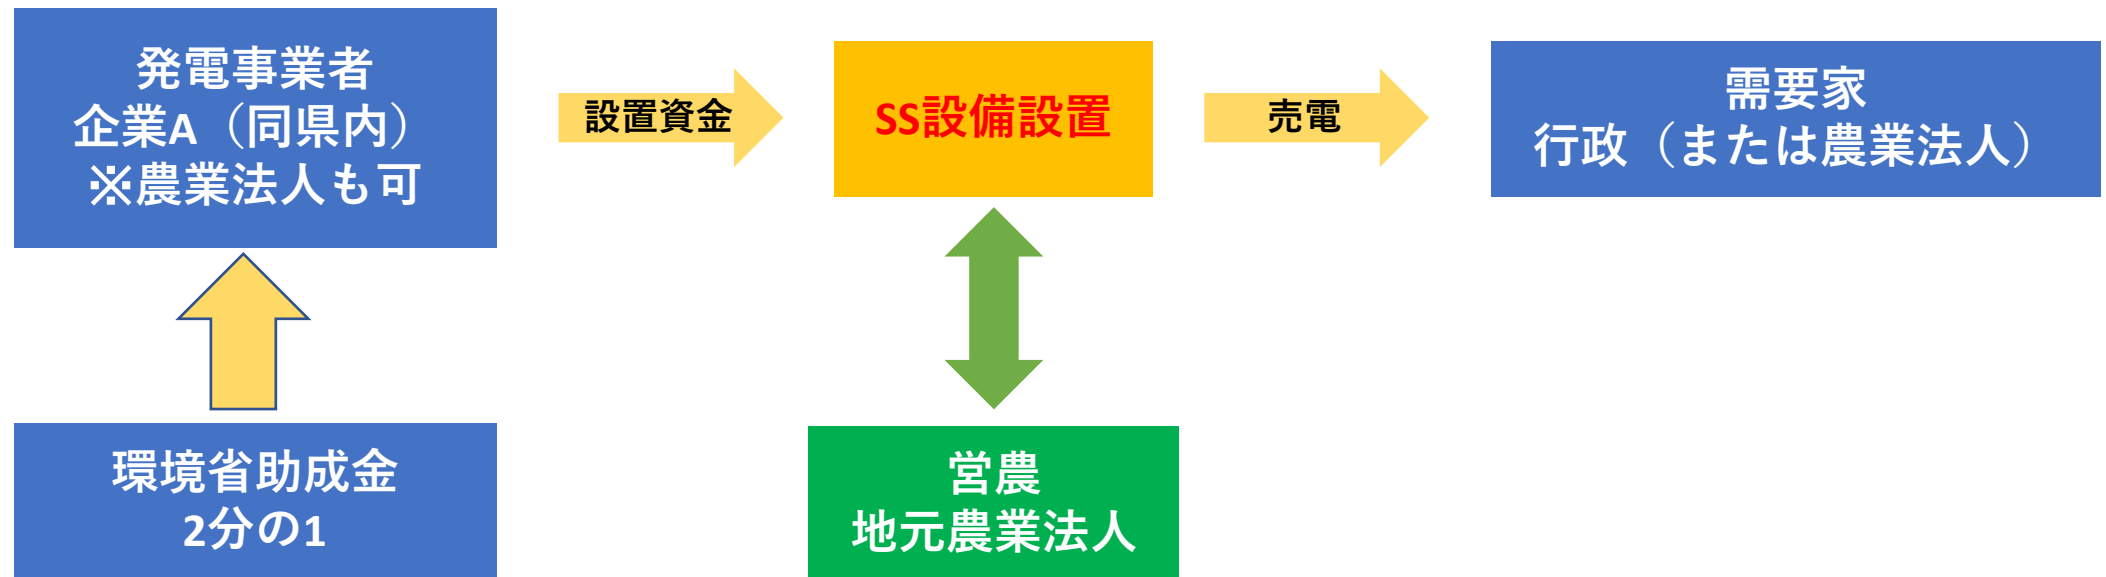 発電事業者
企業A（同県内）
※農業法人も可
設置資金
SS設備設置
売電
需要家
行政（または農業法人）
環境省助成金
2分の1
営農
地元農業法人